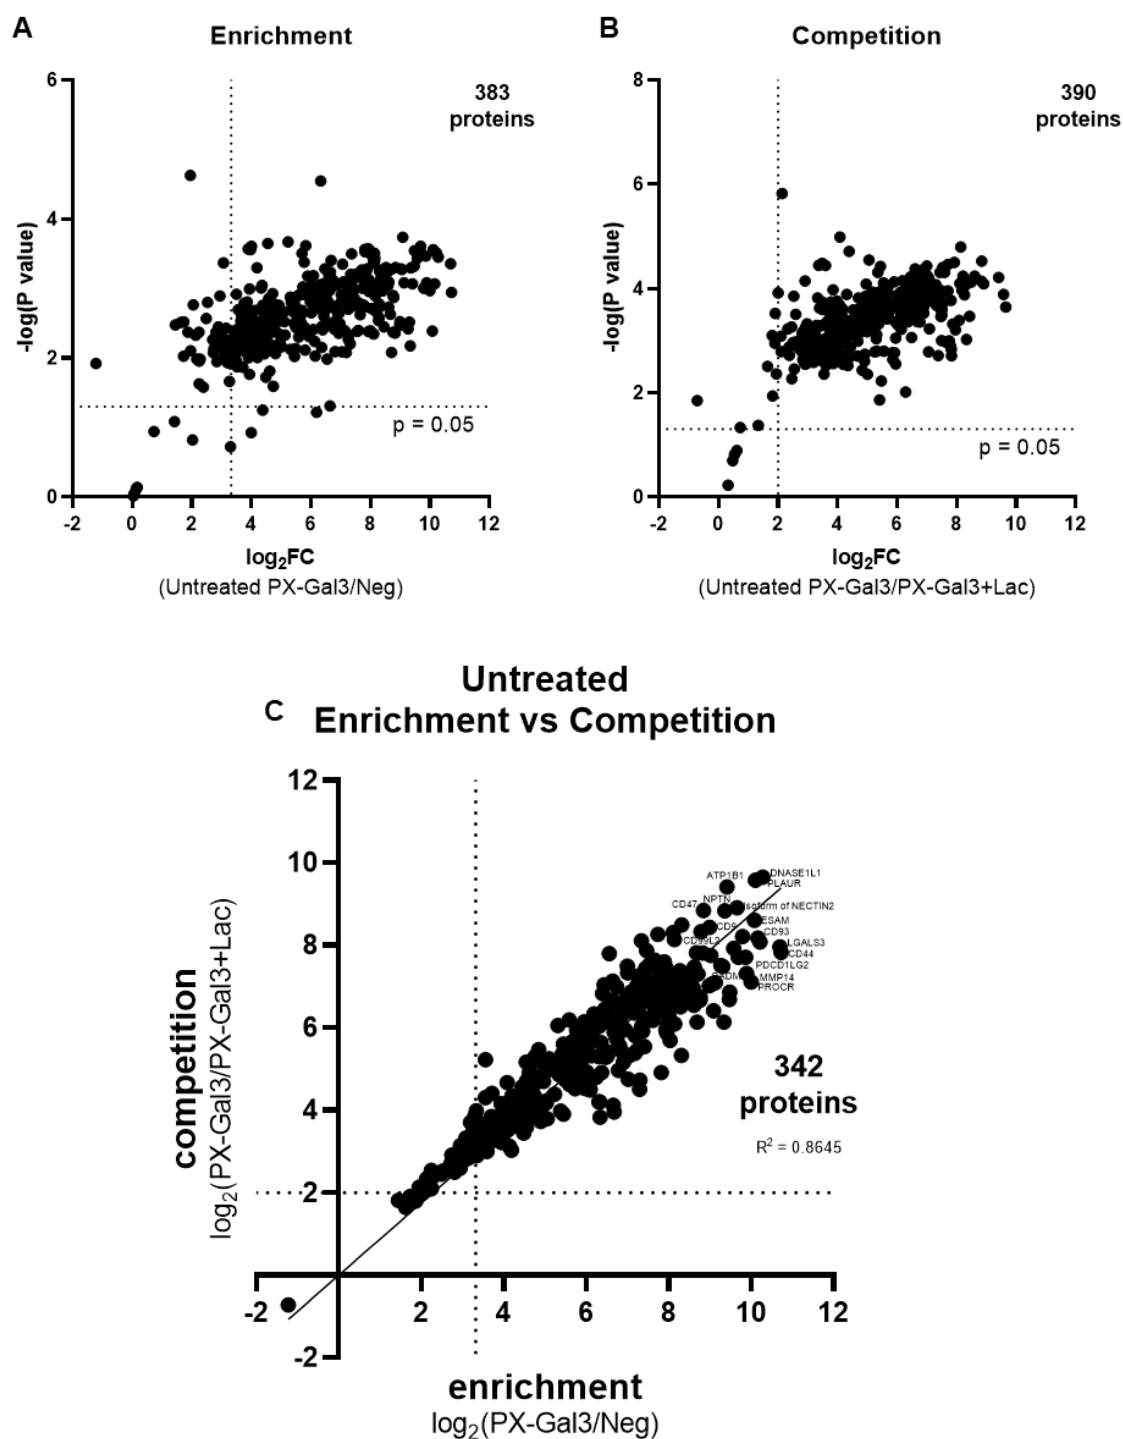 A
Enrichment
6
4
2
0
-2
0
2
4
6
8
10
12
-log(P value)
383
proteins
p = 0.05
log2FC
(Untreated PX-Gal3/Neg)
B
Competition
8
6
4
2
0
-2
0
2
4
6
8
10
12
-log(P value)
390
proteins
p = 0.05
log2FC
(Untreated PX-Gal3/PX-Gal3+Lac)
C
Untreated
Enrichment vs Competition
12
10
8
6
4
2
-2
-2
2
4
6
8
10
12
competition
log2(PX-Gal3/PX-Gal3+Lac)
ATP1B1
DNASE1L1
PLAUR
CD47
NPTN
Isoform of NECTIN2
ESAM
CD9
CD93
CD99L2
LGALS3
CD44
PDCD1LG2
MMP14
PROCR
342
proteins
R2 = 0.8645
enrichment
log2(PX-Gal3/Neg)